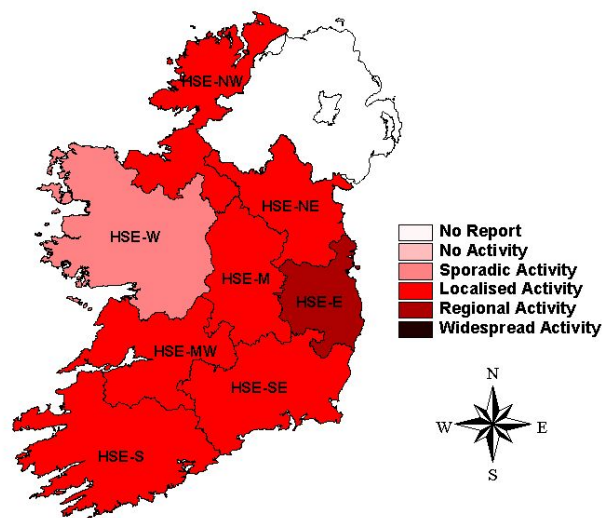 HSE-NW
HSE-NE
HSE-W
HSE-M
HSE-E
HSE-MW
HSE-SE
HSE-S
No Report
No Activity
Sporadic Activity
Localised Activity
Regional Activity
Widespread Activity
N
W E
S